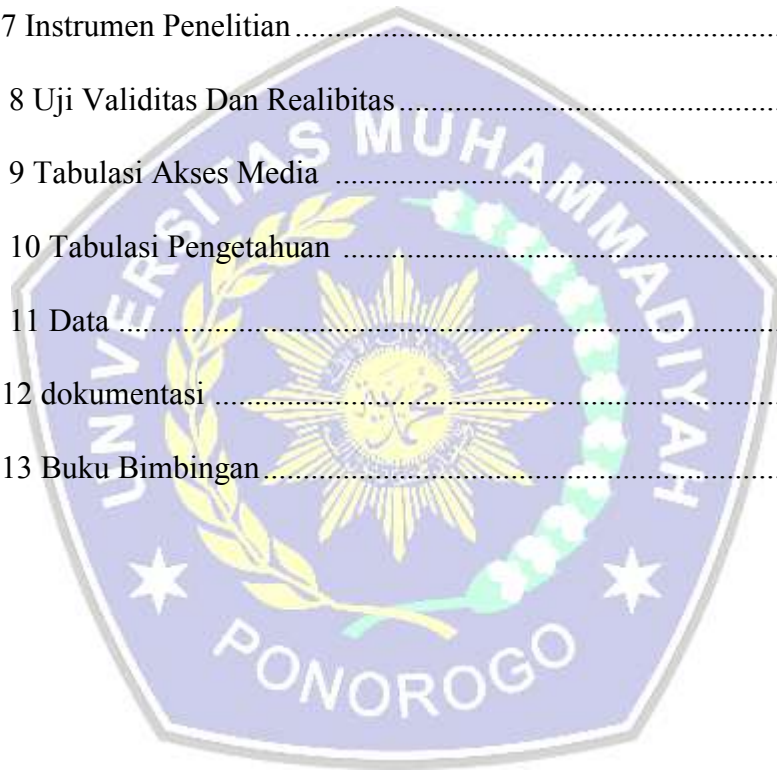 7 Instrumen Penelitian ........................................................
8 Uji Validitas Dan Realibitas ................................................
9 Tabulasi Akses Media ........................................................
10 Tabulasi Pengetahuan .......................................................
11 Data ........................................................................
12 dokumentasi ................................................................
13 Buku Bimbingan ..............................................................
UNIVERSITAS MUHAMMADIYAH
PONOROGO